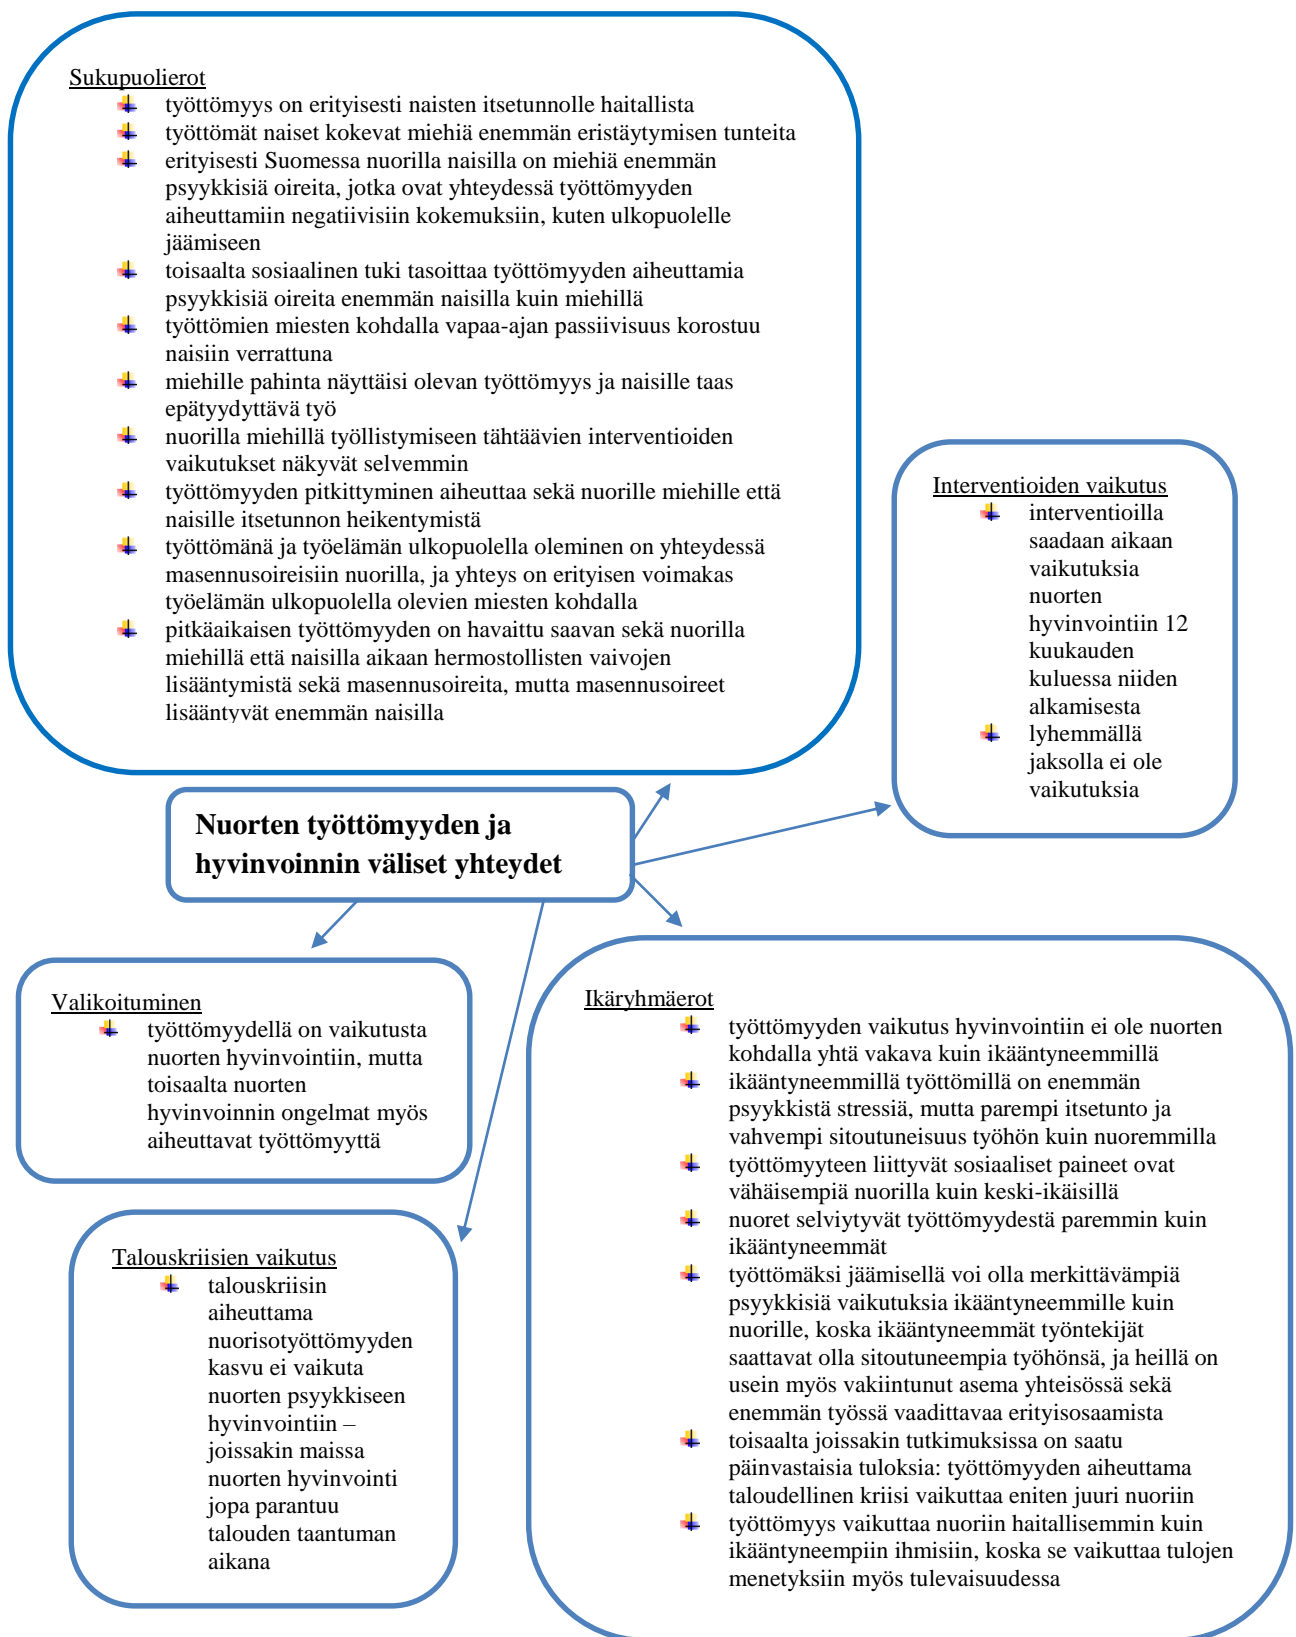 Sukupuolierot
työttömyys on erityisesti naisten itsetunnolle haitallista
työttömät naiset kokevat miehiä enemmän eristäytymisen tunteita
erityisesti Suomessa nuorilla naisilla on miehiä enemmän
psyykkisiä oireita, jotka ovat yhteydessä työttömyyden
aiheuttamiin negatiivisiin kokemuksiin, kuten ulkopuolelle
jäämiseen
toisaalta sosiaalinen tuki tasoittaa työttömyyden aiheuttamia
psyykkisiä oireita enemmän naisilla kuin miehillä
työttömien miesten kohdalla vapaa-ajan passiivisuus korostuu
naisiin verrattuna
miehille pahinta näyttäisi olevan työttömyys ja naisille taas
epätyydyttävä työ
nuorilla miehillä työllistymiseen tähtäävien interventioiden
vaikutukset näkyvät selvemmin
työttömyyden pitkittyminen aiheuttaa sekä nuorille miehille että
naisille itsetunnon heikentymistä
työttömänä ja työelämän ulkopuolella oleminen on yhteydessä
masennusoireisiin nuorilla, ja yhteys on erityisen voimakas
työelämän ulkopuolella olevien miesten kohdalla
pitkäaikaisen työttömyyden on havaittu saavan sekä nuorilla
miehillä että naisilla aikaan hermostollisten vaivojen
lisääntymistä sekä masennusoireita, mutta masennusoireet
lisääntyvät enemmän naisilla
Interventioiden vaikutus
interventioilla
saadaan aikaan
vaikutuksia
nuorten
hyvinvointiin 12
kuukauden
kuluessa niiden
alkamisesta
lyhemmällä
jaksolla ei ole
vaikutuksia
Nuorten työttömyyden ja
hyvinvoinnin väliset yhteydet
Valikoituminen
työttömyydellä on vaikutusta
nuorten hyvinvointiin, mutta
toisaalta nuorten
hyvinvoinnin ongelmat myös
aiheuttavat työttömyyttä
Talouskriisien vaikutus
talouskriisin
aiheuttama
nuorisotyöttömyyden
kasvu ei vaikuta
nuorten psyykkiseen
hyvinvointiin –
joissakin maissa
nuorten hyvinvointi
jopa parantuu
talouden taantuman
aikana
Ikäryhmäerot
työttömyyden vaikutus hyvinvointiin ei ole nuorten
kohdalla yhtä vakava kuin ikääntyneemmillä
ikääntyneemmillä työttömillä on enemmän
psyykkistä stressiä, mutta parempi itsetunto ja
vahvempi sitoutuneisuus työhön kuin nuoremmilla
työttömyyteen liittyvät sosiaaliset paineet ovat
vähäisempiä nuorilla kuin keski-ikäisillä
nuoret selviytyvät työttömyydestä paremmin kuin
ikääntyneemmät
työttömäksi jäämisellä voi olla merkittävämpiä
psyykkisiä vaikutuksia ikääntyneemmille kuin
nuorille, koska ikääntyneemmät työntekijät
saattavat olla sitoutuneempia työhönsä, ja heillä on
usein myös vakiintunut asema yhteisössä sekä
enemmän työssä vaadittavaa erityisosaamista
toisaalta joissakin tutkimuksissa on saatu
päinvastaisia tuloksia: työttömyyden aiheuttama
taloudellinen kriisi vaikuttaa eniten juuri nuoriin
työttömyys vaikuttaa nuoriin haitallisemmin kuin
ikääntyneempiin ihmisiin, koska se vaikuttaa tulojen
menetyksiin myös tulevaisuudessa